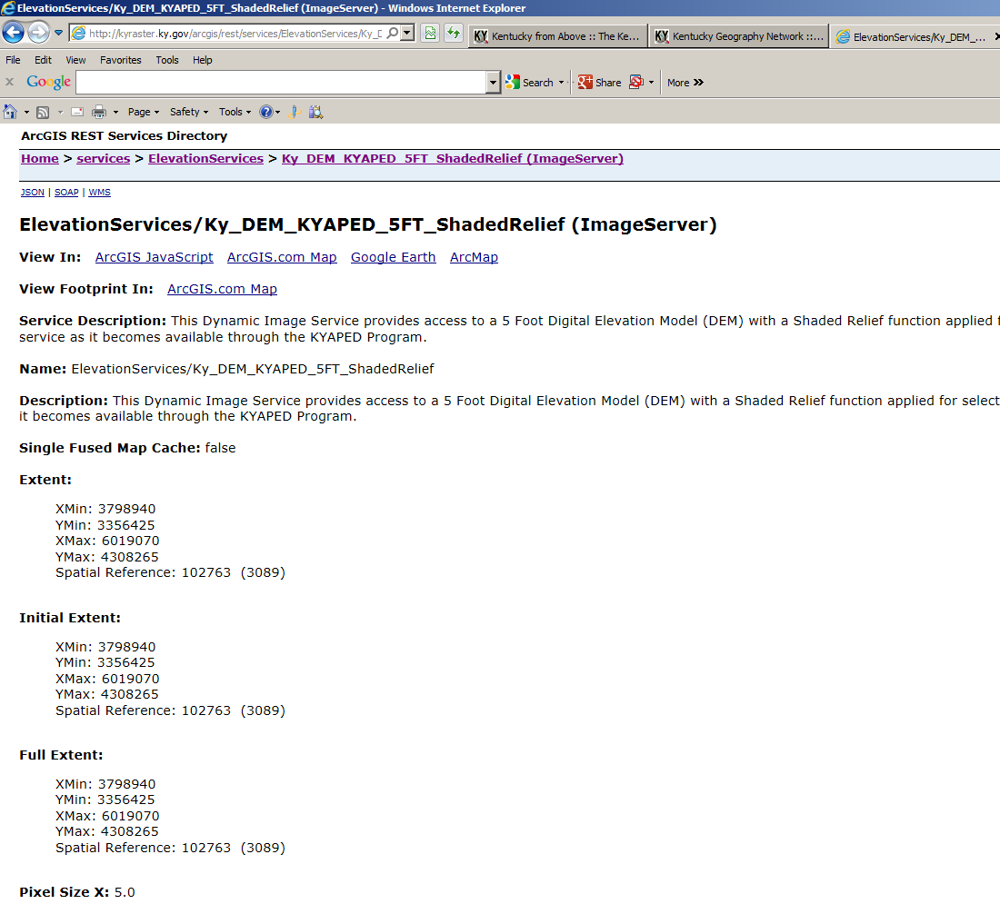 ElevationServices/Ky_DEM_KYAPED_5FT_ShadedRelief (ImageServer) - Windows Internet Explorer
http://kyraster.ky.gov/arcgis/rest/services/ElevationServices/Ky_ Kentucky from Above :: The Ke... Kentucky Geography Network ::... ElevationServices/Ky_DEM_...
File Edit View Favorites Tools Help
x Google Search Share More »
Page Safety Tools
ArcGIS REST Services Directory
Home > services > ElevationServices > Ky_DEM_KYAPED_5FT_ShadedRelief (ImageServer)
JSON | SOAP | WMS
ElevationServices/Ky_DEM_KYAPED_5FT_ShadedRelief (ImageServer)
View In: ArcGIS JavaScript ArcGIS.com Map Google Earth ArcMap
View Footprint In: ArcGIS.com Map
Service Description: This Dynamic Image Service provides access to a 5 Foot Digital Elevation Model (DEM) with a Shaded Relief function applied f
service as it becomes available through the KYAPED Program.
Name: ElevationServices/Ky_DEM_KYAPED_5FT_ShadedRelief
Description: This Dynamic Image Service provides access to a 5 Foot Digital Elevation Model (DEM) with a Shaded Relief function applied for select
it becomes available through the KYAPED Program.
Single Fused Map Cache: false
Extent:
XMin: 3798940
YMin: 3356425
XMax: 6019070
YMax: 4308265
Spatial Reference: 102763 (3089)
Initial Extent:
XMin: 3798940
YMin: 3356425
XMax: 6019070
YMax: 4308265
Spatial Reference: 102763 (3089)
Full Extent:
XMin: 3798940
YMin: 3356425
XMax: 6019070
YMax: 4308265
Spatial Reference: 102763 (3089)
Pixel Size X: 5.0